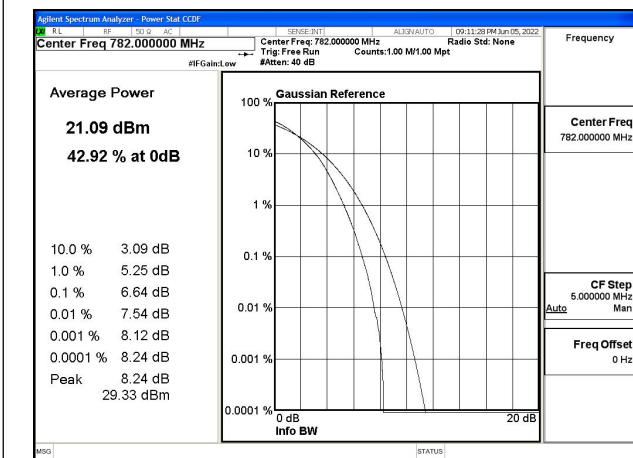 Agilent Spectrum Analyzer - Power Stat CCDF
LXI RL RF 50 Ω AC SENSE:INT ALIGN AUTO 09:11:28 PM Jun 05, 2022
Center Freq 782.000000 MHz
Center Freq: 782.000000 MHz Radio Std: None
Trig: Free Run Counts:1.00 M/1.00 Mpt
#IFGain:Low #Atten: 40 dB
Frequency
Average Power
21.09 dBm
42.92 % at 0dB
10.0 % 3.09 dB
1.0 % 5.25 dB
0.1 % 6.64 dB
0.01 % 7.54 dB
0.001 % 8.12 dB
0.0001 % 8.24 dB
Peak 8.24 dB
29.33 dBm
Gaussian Reference
100 %
10 %
1 %
0.1 %
0.01 %
0.001 %
0.0001 %
0 dB 20 dB
Info BW
Center Freq
782.000000 MHz
CF Step
5.000000 MHz
Auto Man
Freq Offset
0 Hz
MSG STATUS